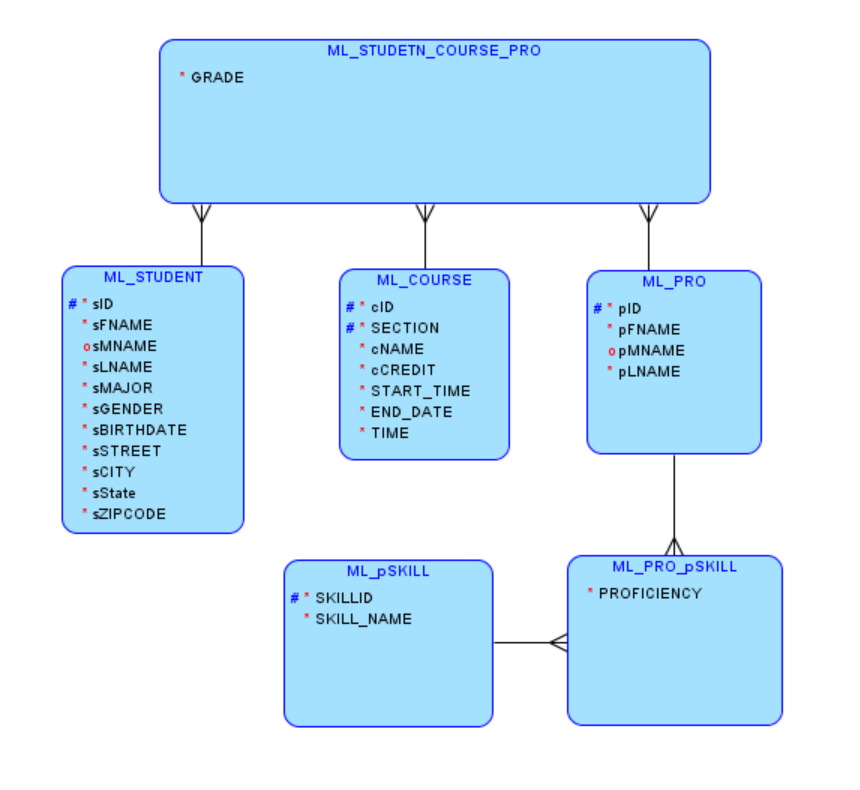 ML_STUDETN_COURSE_PRO
* GRADE
ML_STUDENT
# * sID
* sFNAME
o sMNAME
* sLNAME
* sMAJOR
* sGENDER
* sBIRTHDATE
* sSTREET
* sCITY
* sState
* sZIPCODE
ML_COURSE
# * cID
# * SECTION
* cNAME
* cCREDIT
* START_TIME
* END_DATE
* TIME
ML_PRO
# * pID
* pFNAME
o pMNAME
* pLNAME
ML_pSKILL
# * SKILLID
* SKILL_NAME
ML_PRO_pSKILL
* PROFICIENCY